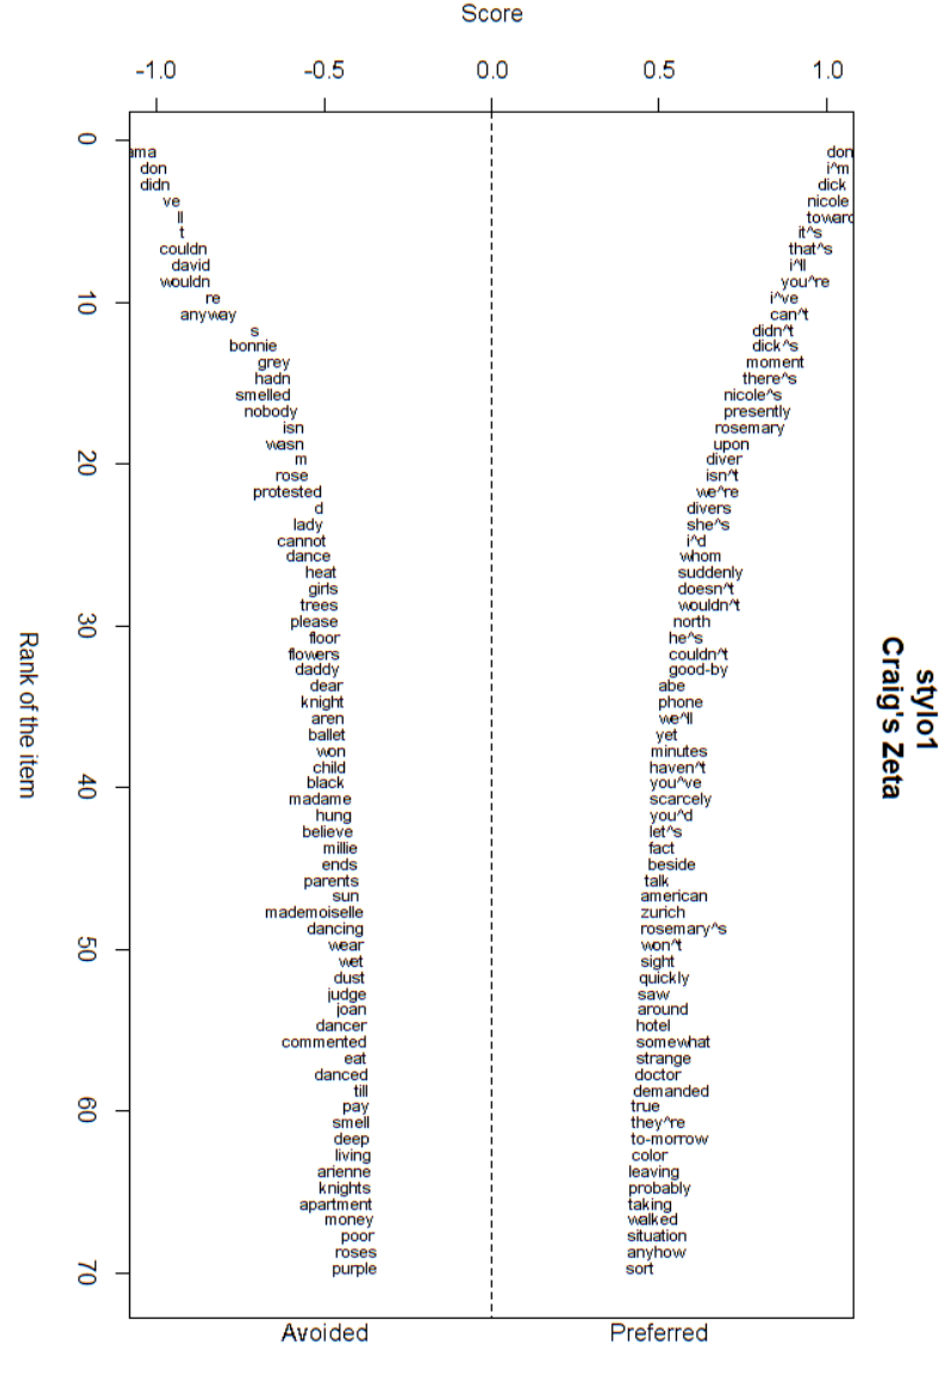 Score
-1.0 -0.5 0.0 0.5 1.0
stylo1
Craig's Zeta
Rank of the item
0
10
20
30
40
50
60
70
ama
don
didn
ve
ll
t
couldn
david
wouldn
re
anyway
s
bonnie
grey
hadn
smelled
nobody
isn
wasn
m
rose
protested
d
lady
cannot
dance
heat
girls
trees
please
floor
flowers
daddy
dear
knight
aren
ballet
won
child
black
madame
hung
believe
millie
ends
parents
sun
mademoiselle
dancing
wear
wet
dust
judge
joan
dancer
commented
eat
danced
till
pay
smell
deep
living
arienne
knights
apartment
money
poor
roses
purple
don
i^m
dick
nicole
toward
it^s
that^s
i^ll
you^re
i^ve
can^t
didn^t
dick^s
moment
there^s
nicole^s
presently
rosemary
upon
diver
isn^t
we^re
divers
she^s
i^d
whom
suddenly
doesn^t
wouldn^t
north
he^s
couldn^t
good-by
abe
phone
we^ll
yet
minutes
haven^t
you^ve
scarcely
you^d
let^s
fact
beside
talk
american
zurich
rosemary^s
won^t
sight
quickly
saw
around
hotel
somewhat
strange
doctor
demanded
true
they^re
to-morrow
color
leaving
probably
taking
walked
situation
anyhow
sort
Avoided Preferred